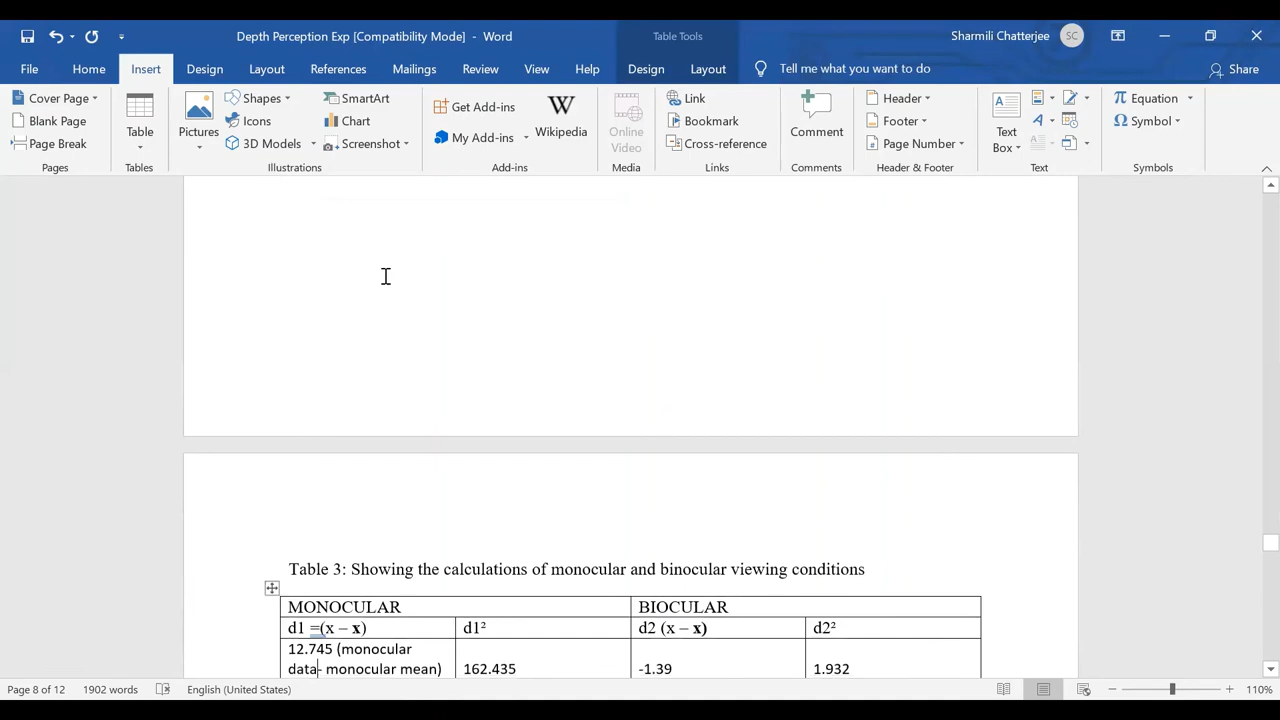 Depth Perception Exp [Compatibility Mode] - Word
Table Tools
Sharmili Chatterjee
SC
File Home Insert Design Layout References Mailings Review View Help Design Layout Tell me what you want to do Share
Cover Page
Blank Page
Page Break
Pages
Table
Tables
Pictures
Shapes
Icons
3D Models
SmartArt
Chart
Screenshot
Illustrations
Get Add-ins
My Add-ins
Wikipedia
Add-ins
Online
Video
Media
Link
Bookmark
Cross-reference
Links
Comment
Comments
Header
Footer
Page Number
Header & Footer
Text
Box
Text
Equation
Symbol
Symbols
Table 3: Showing the calculations of monocular and binocular viewing conditions
MONOCULAR BIOCULAR
d1 =(x – x) d1² d2 (x – x) d2²
12.745 (monocular
data- monocular mean) 162.435 -1.39 1.932
Page 8 of 12 1902 words English (United States) 110%